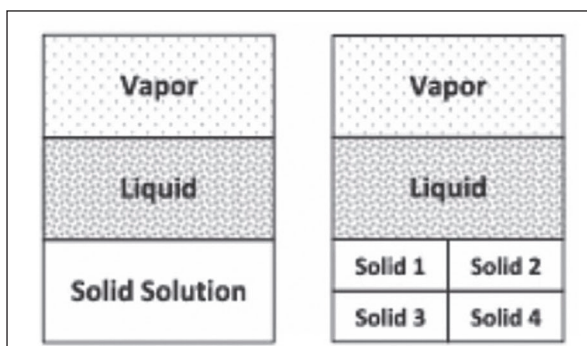 Vapor
Liquid
Solid Solution
Vapor
Liquid
Solid 1 Solid 2
Solid 3 Solid 4